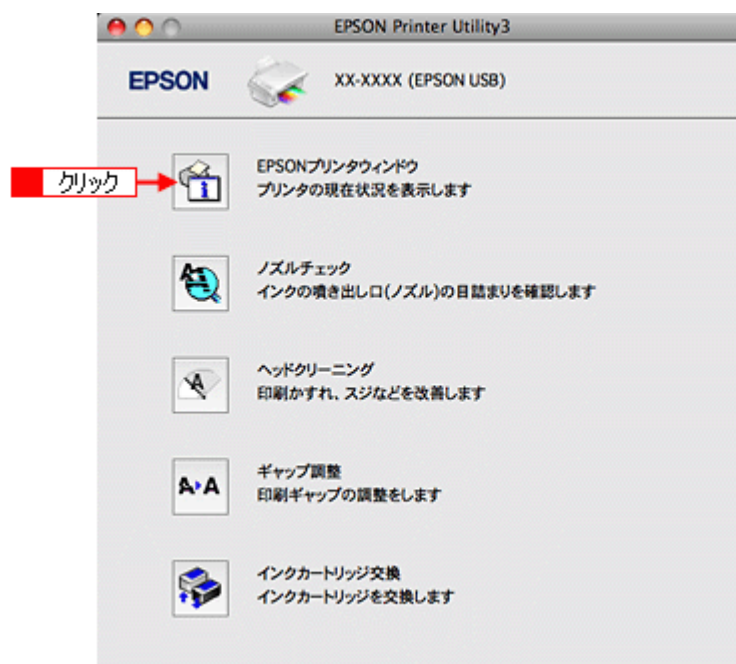 EPSON Printer Utility3
EPSON
XX-XXXX (EPSON USB)
EPSONプリンタウィンドウ
プリンタの現在状況を表示します
クリック
ノズルチェック
インクの噴き出し口(ノズル)の目詰まりを確認します
ヘッドクリーニング
印刷かすれ、スジなどを改善します
ギャップ調整
印刷ギャップの調整をします
インクカートリッジ交換
インクカートリッジを交換します